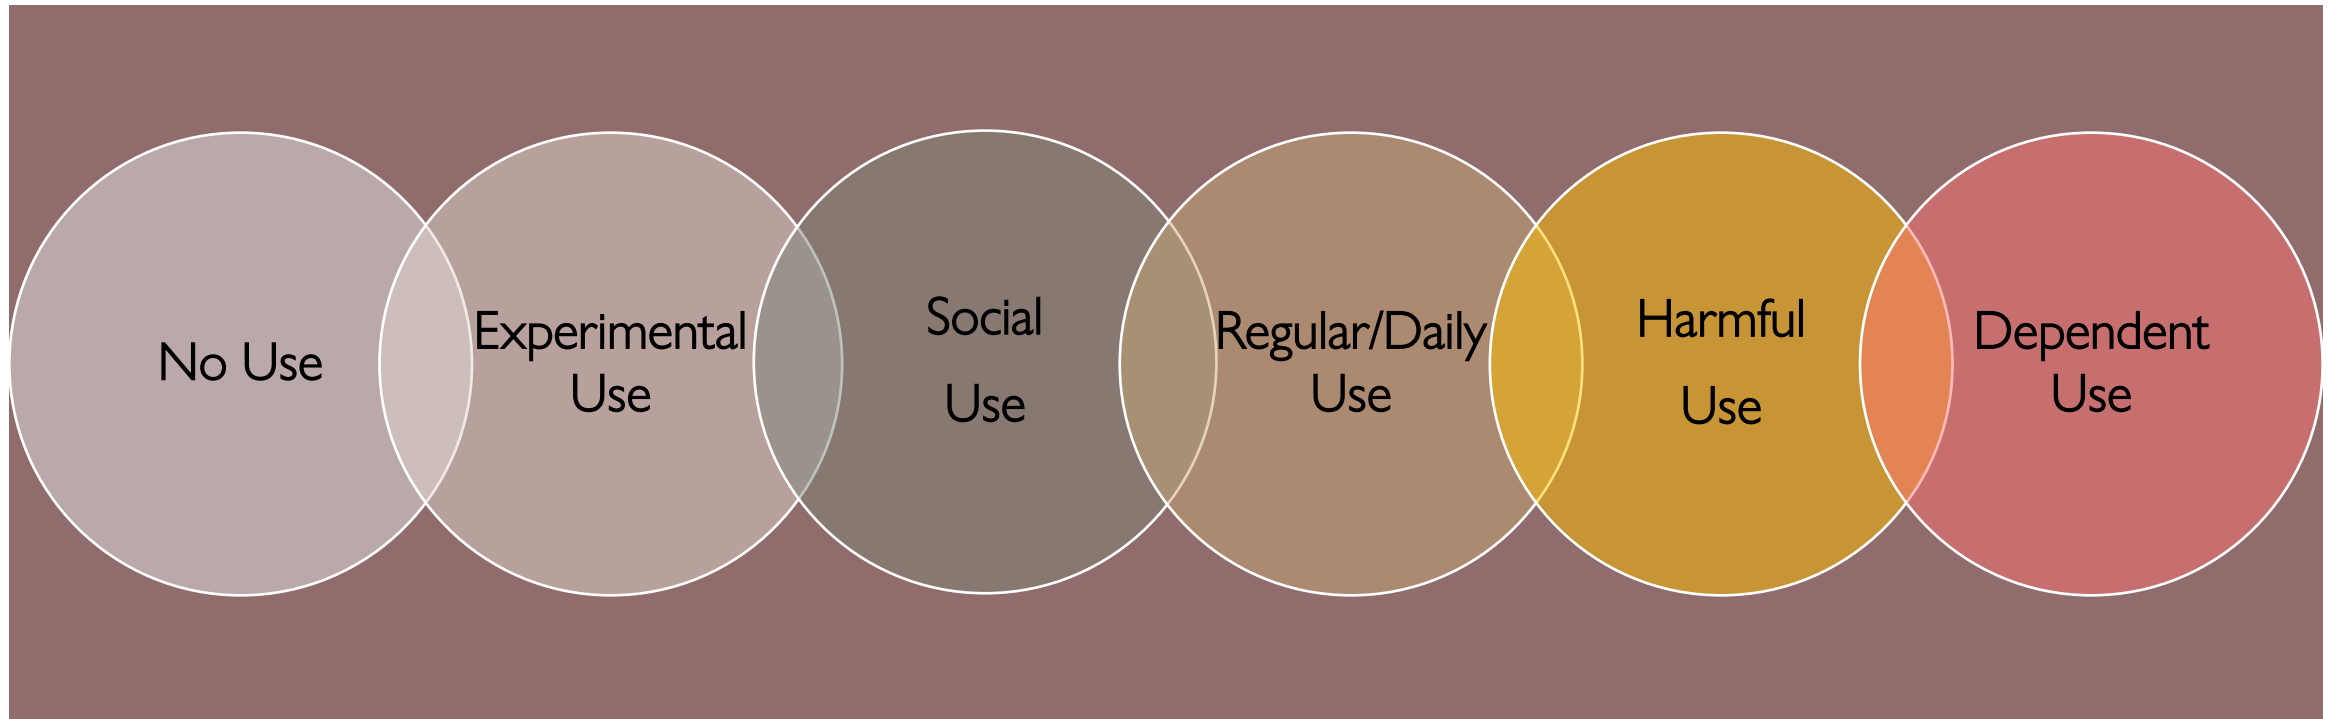 No Use
Experimental
Use
Social
Use
Regular/Daily
Use
Harmful
Use
Dependent
Use